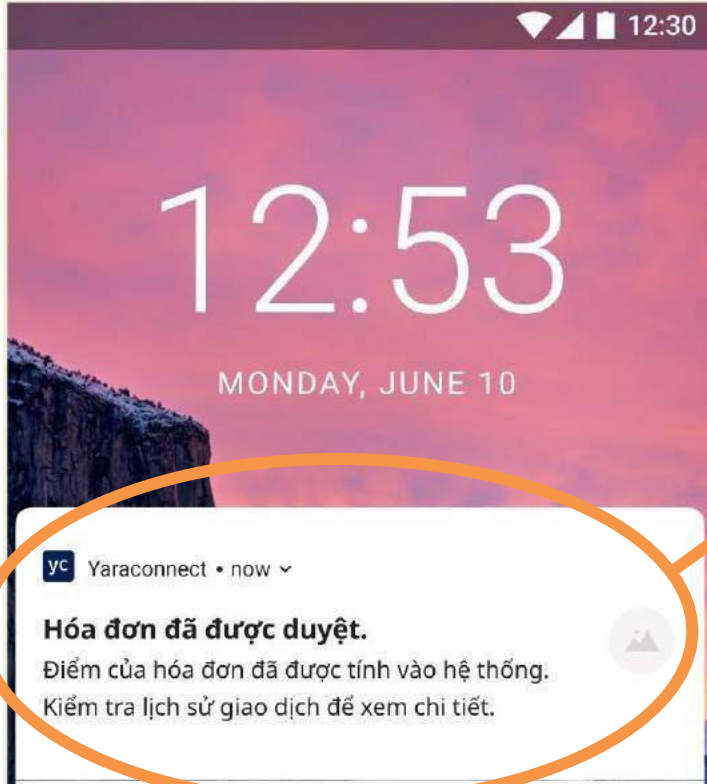 12:30
12:53
MONDAY, JUNE 10
yc Yaraconnect • now
Hóa đơn đã được duyệt.
Điểm của hóa đơn đã được tính vào hệ thống.
Kiểm tra lịch sử giao dịch để xem chi tiết.